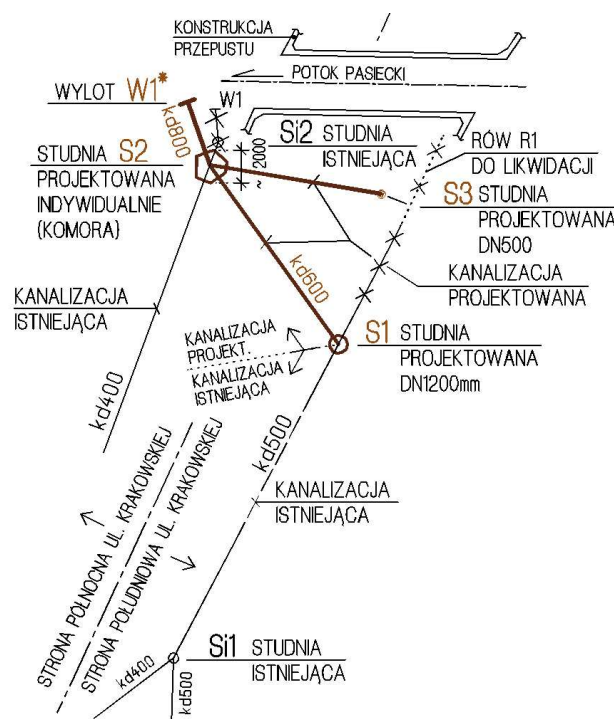 KONSTRUKCJA
PRZEPUSTU
POTOK PASIECKI
WYLOT W1*
kd800
W1
STUDNIA S2
PROJEKTOWANA
INDYWIDUALNIE
(KOMORA)
~ 2000
Si2 STUDNIA
ISTNIEJĄCA
RÓW R1
DO LIKWIDACJI
S3 STUDNIA
PROJEKTOWANA
DN500
KANALIZACJA
PROJEKTOWANA
KANALIZACJA
ISTNIEJĄCA
kd600
KANALIZACJA
PROJEKT.
KANALIZACJA
ISTNIEJĄCA
S1 STUDNIA
PROJEKTOWANA
DN1200mm
kd400
kd500
KANALIZACJA
ISTNIEJĄCA
STRONA PÓŁNOCNA UL. KRAKOWSKIEJ
STRONA POŁUDNIOWA UL. KRAKOWSKIEJ
Si1 STUDNIA
ISTNIEJĄCA
kd400
kd500